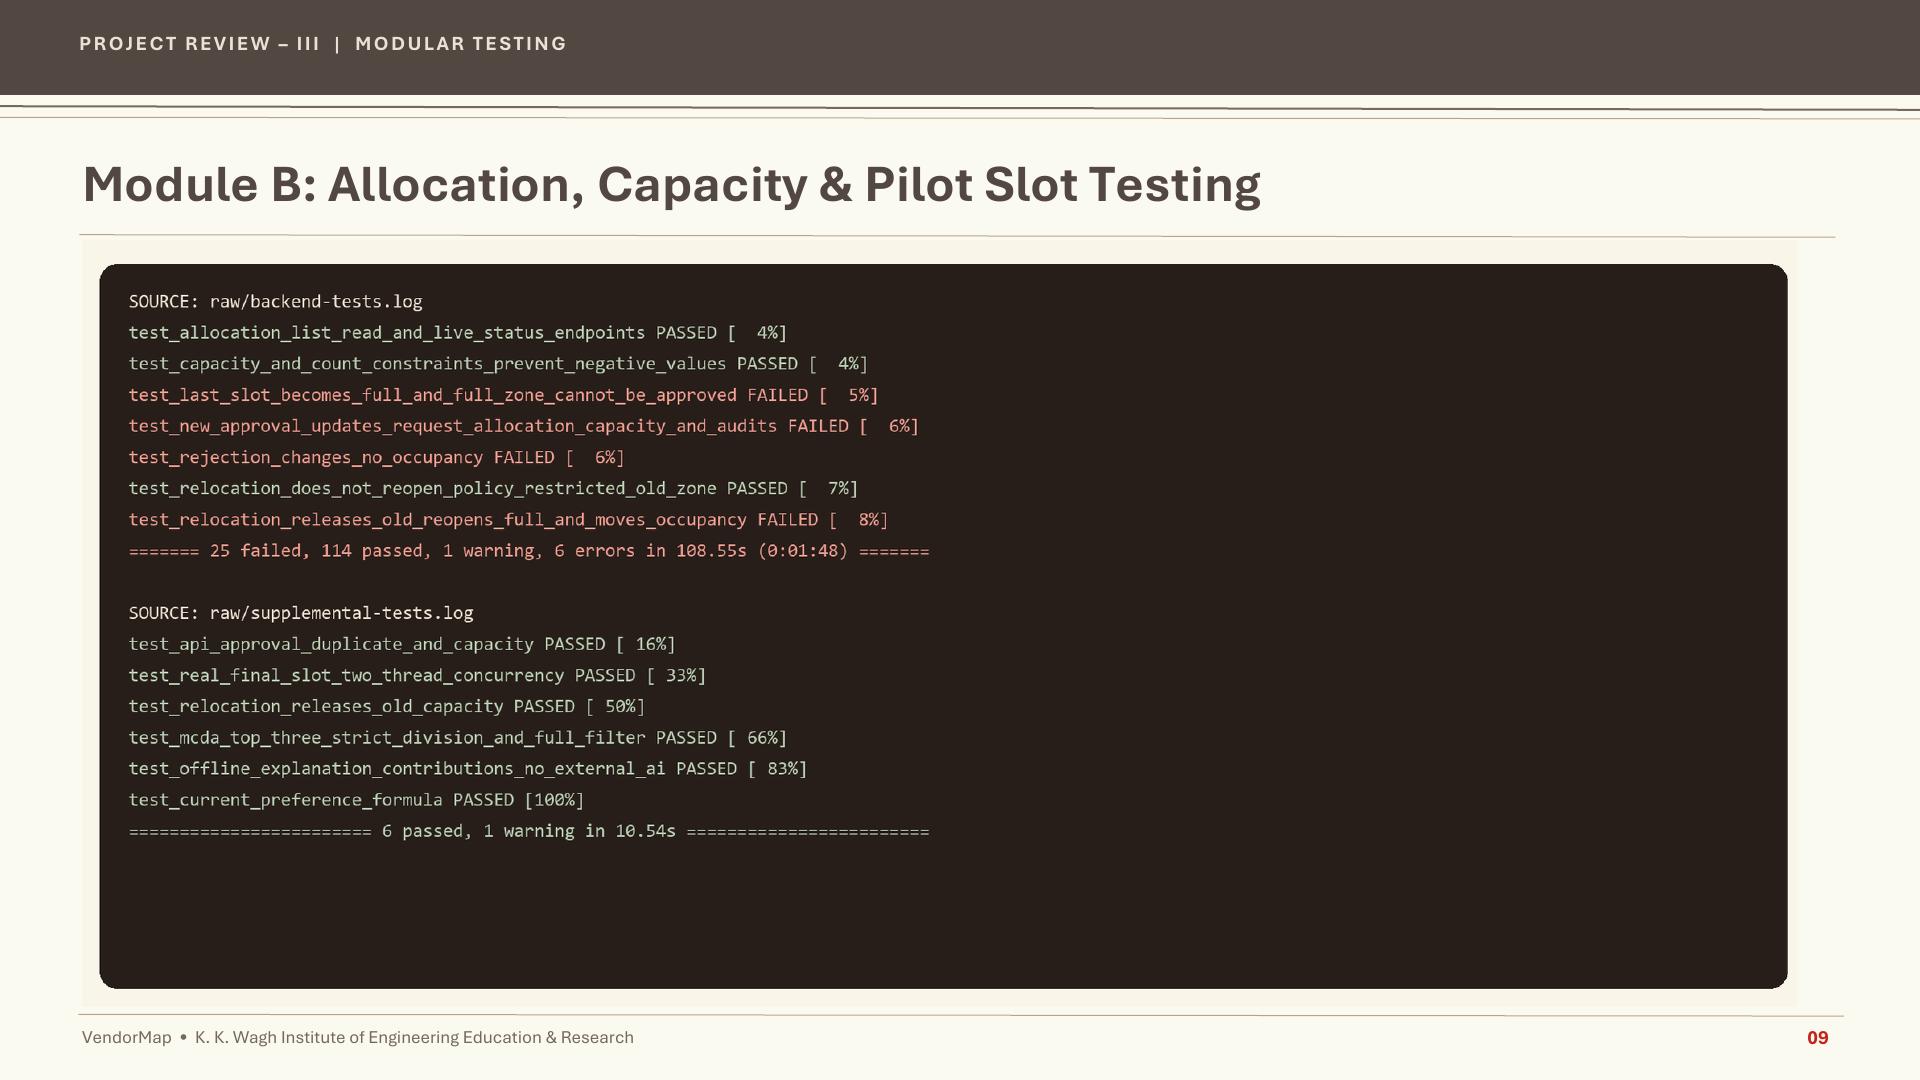 PROJECT REVIEW – III | MODULAR TESTING
Module B: Allocation, Capacity & Pilot Slot Testing
SOURCE: raw/backend-tests.log
test_allocation_list_read_and_live_status_endpoints PASSED [  4%]
test_capacity_and_count_constraints_prevent_negative_values PASSED [  4%]
test_last_slot_becomes_full_and_full_zone_cannot_be_approved FAILED [  5%]
test_new_approval_updates_request_allocation_capacity_and_audits FAILED [  6%]
test_rejection_changes_no_occupancy FAILED [  6%]
test_relocation_does_not_reopen_policy_restricted_old_zone PASSED [  7%]
test_relocation_releases_old_reopens_full_and_moves_occupancy FAILED [  8%]
======= 25 failed, 114 passed, 1 warning, 6 errors in 108.55s (0:01:48) =======
SOURCE: raw/supplemental-tests.log
test_api_approval_duplicate_and_capacity PASSED [ 16%]
test_real_final_slot_two_thread_concurrency PASSED [ 33%]
test_relocation_releases_old_capacity PASSED [ 50%]
test_mcda_top_three_strict_division_and_full_filter PASSED [ 66%]
test_offline_explanation_contributions_no_external_ai PASSED [ 83%]
test_current_preference_formula PASSED [100%]
======================== 6 passed, 1 warning in 10.54s ========================
VendorMap • K. K. Wagh Institute of Engineering Education & Research
09